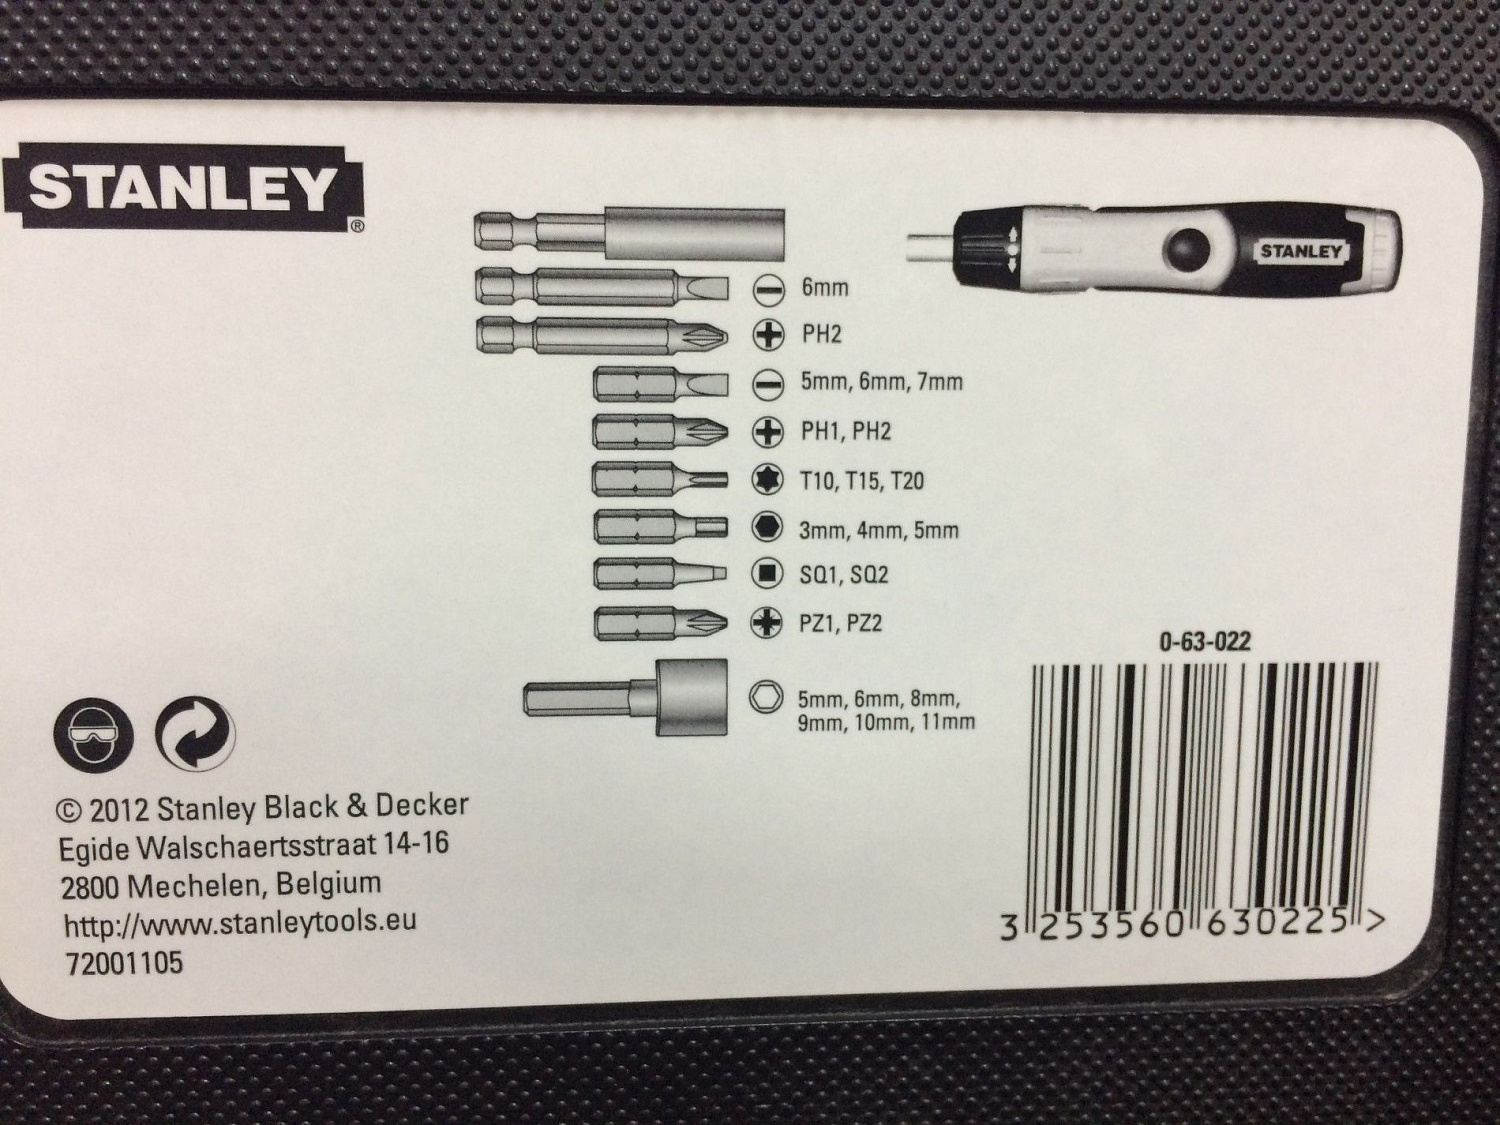 STANLEY
®
STANLEY
6mm
PH2
5mm, 6mm, 7mm
PH1, PH2
T10, T15, T20
3mm, 4mm, 5mm
SQ1, SQ2
PZ1, PZ2
5mm, 6mm, 8mm,
9mm, 10mm, 11mm
0-63-022
3 253560 630225 >
© 2012 Stanley Black & Decker
Egide Walschaertsstraat 14-16
2800 Mechelen, Belgium
http://www.stanleytools.eu
72001105